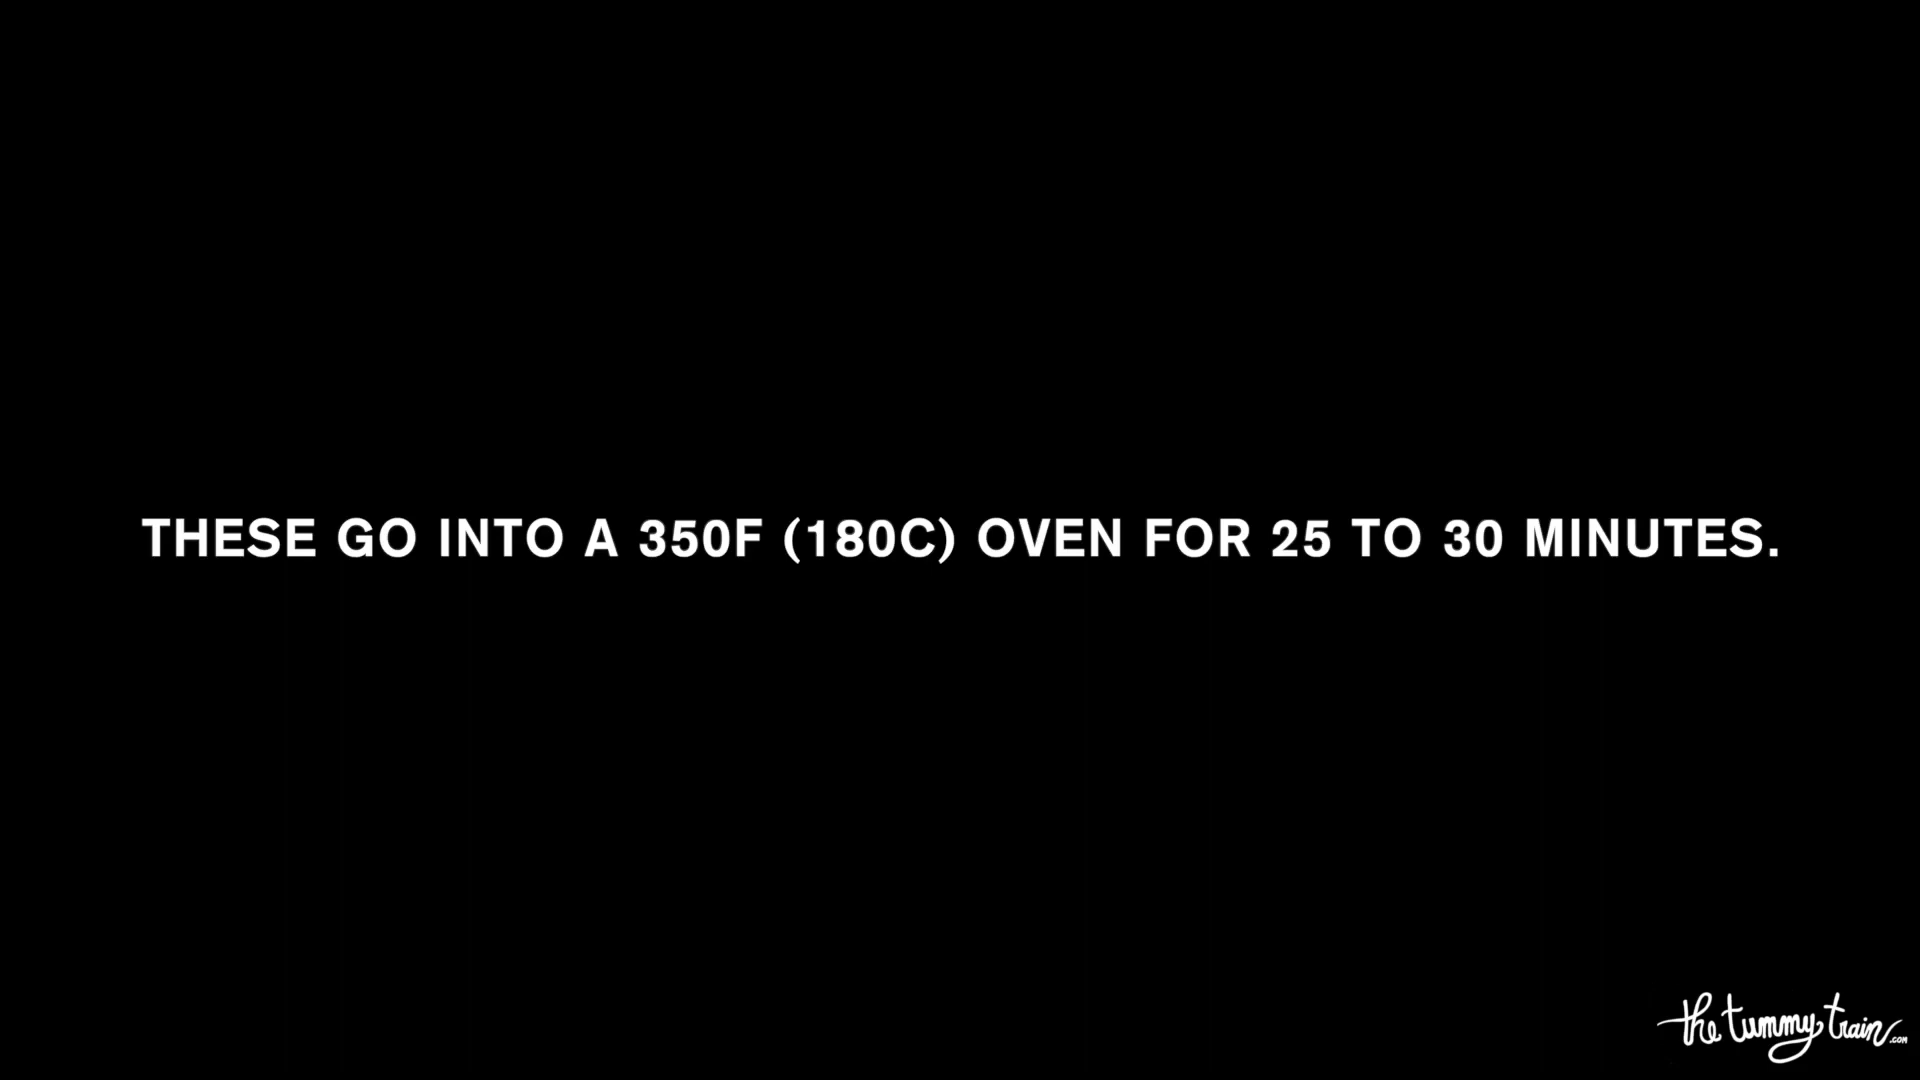 THESE GO INTO A 350F (180C) OVEN FOR 25 TO 30 MINUTES.
the tummy train.com